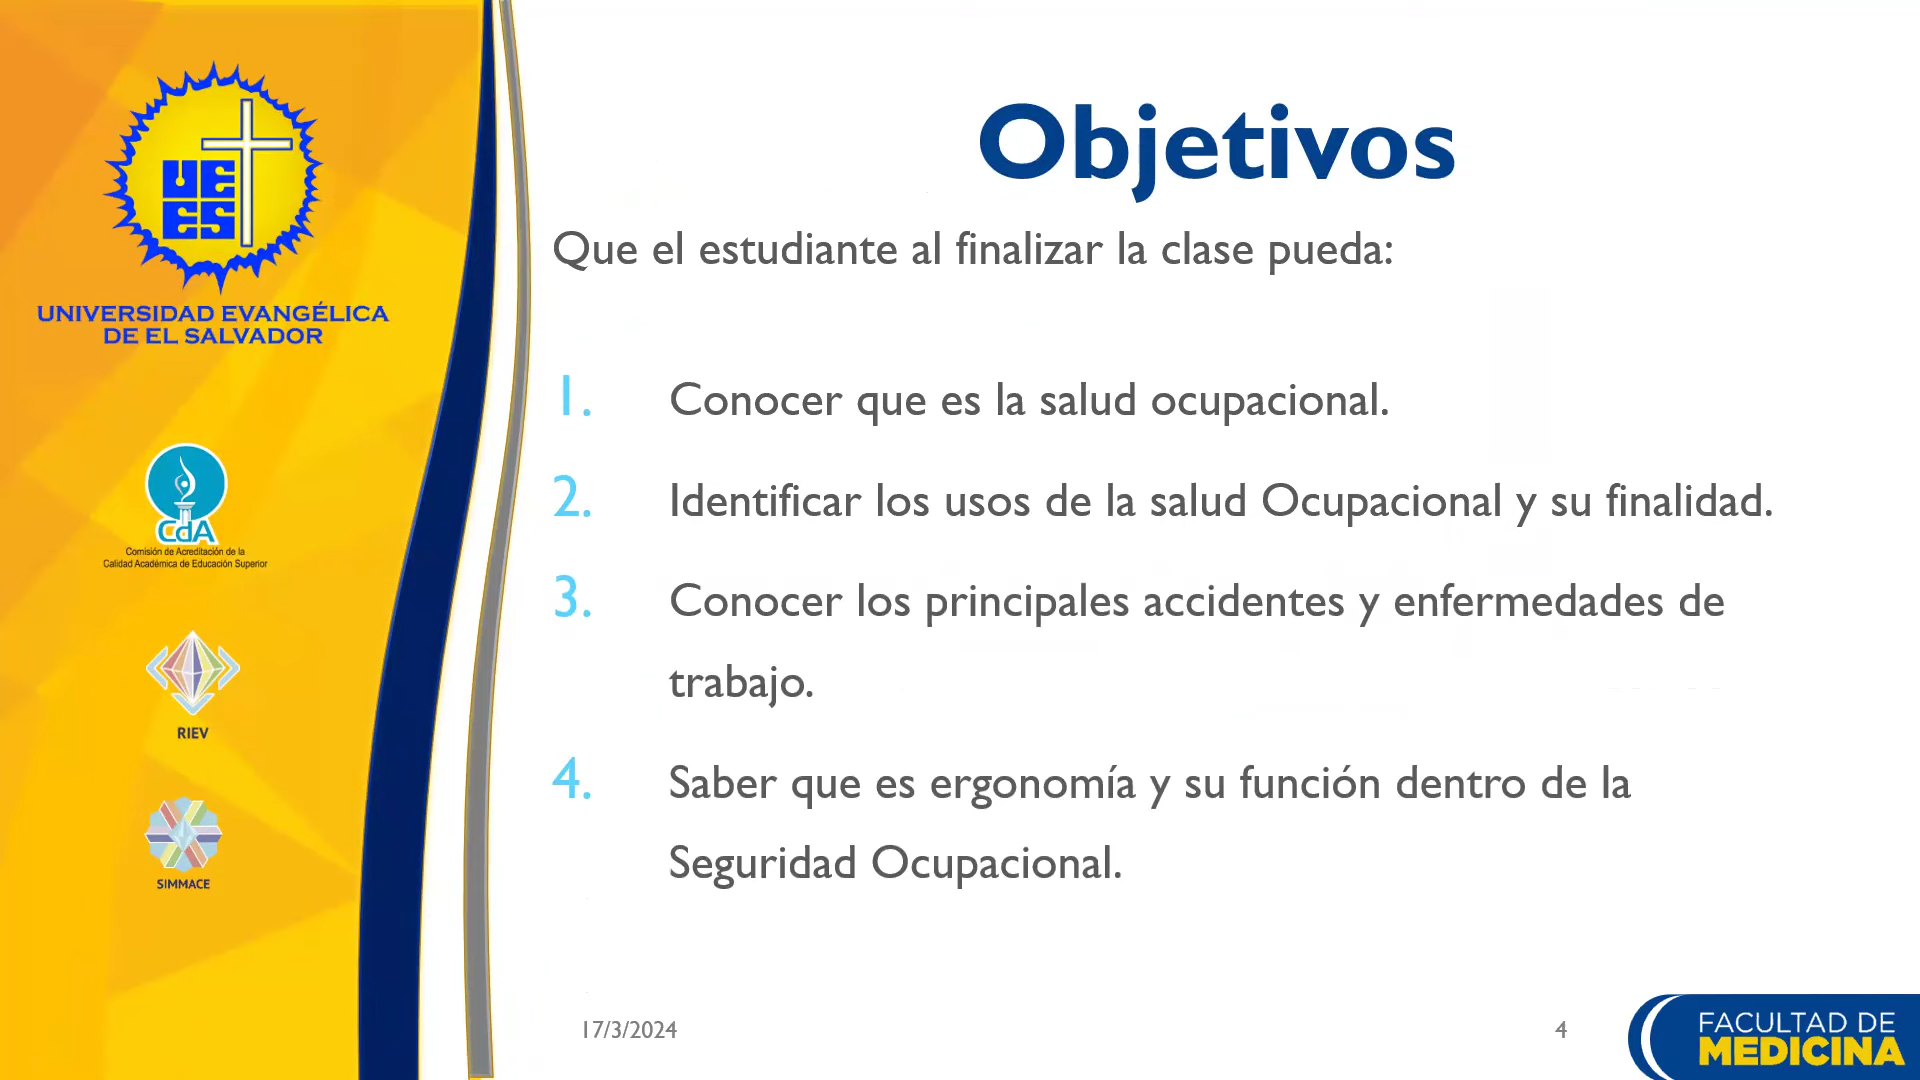 UE
ES
UNIVERSIDAD EVANGÉLICA
DE EL SALVADOR
CdA
Comisión de Acreditación de la
Calidad Académica de Educación Superior
RIEV
SIMMACE
Objetivos
Que el estudiante al finalizar la clase pueda:
1. Conocer que es la salud ocupacional.
2. Identificar los usos de la salud Ocupacional y su finalidad.
3. Conocer los principales accidentes y enfermedades de
trabajo.
4. Saber que es ergonomía y su función dentro de la
Seguridad Ocupacional.
17/3/2024
4
FACULTAD DE
MEDICINA